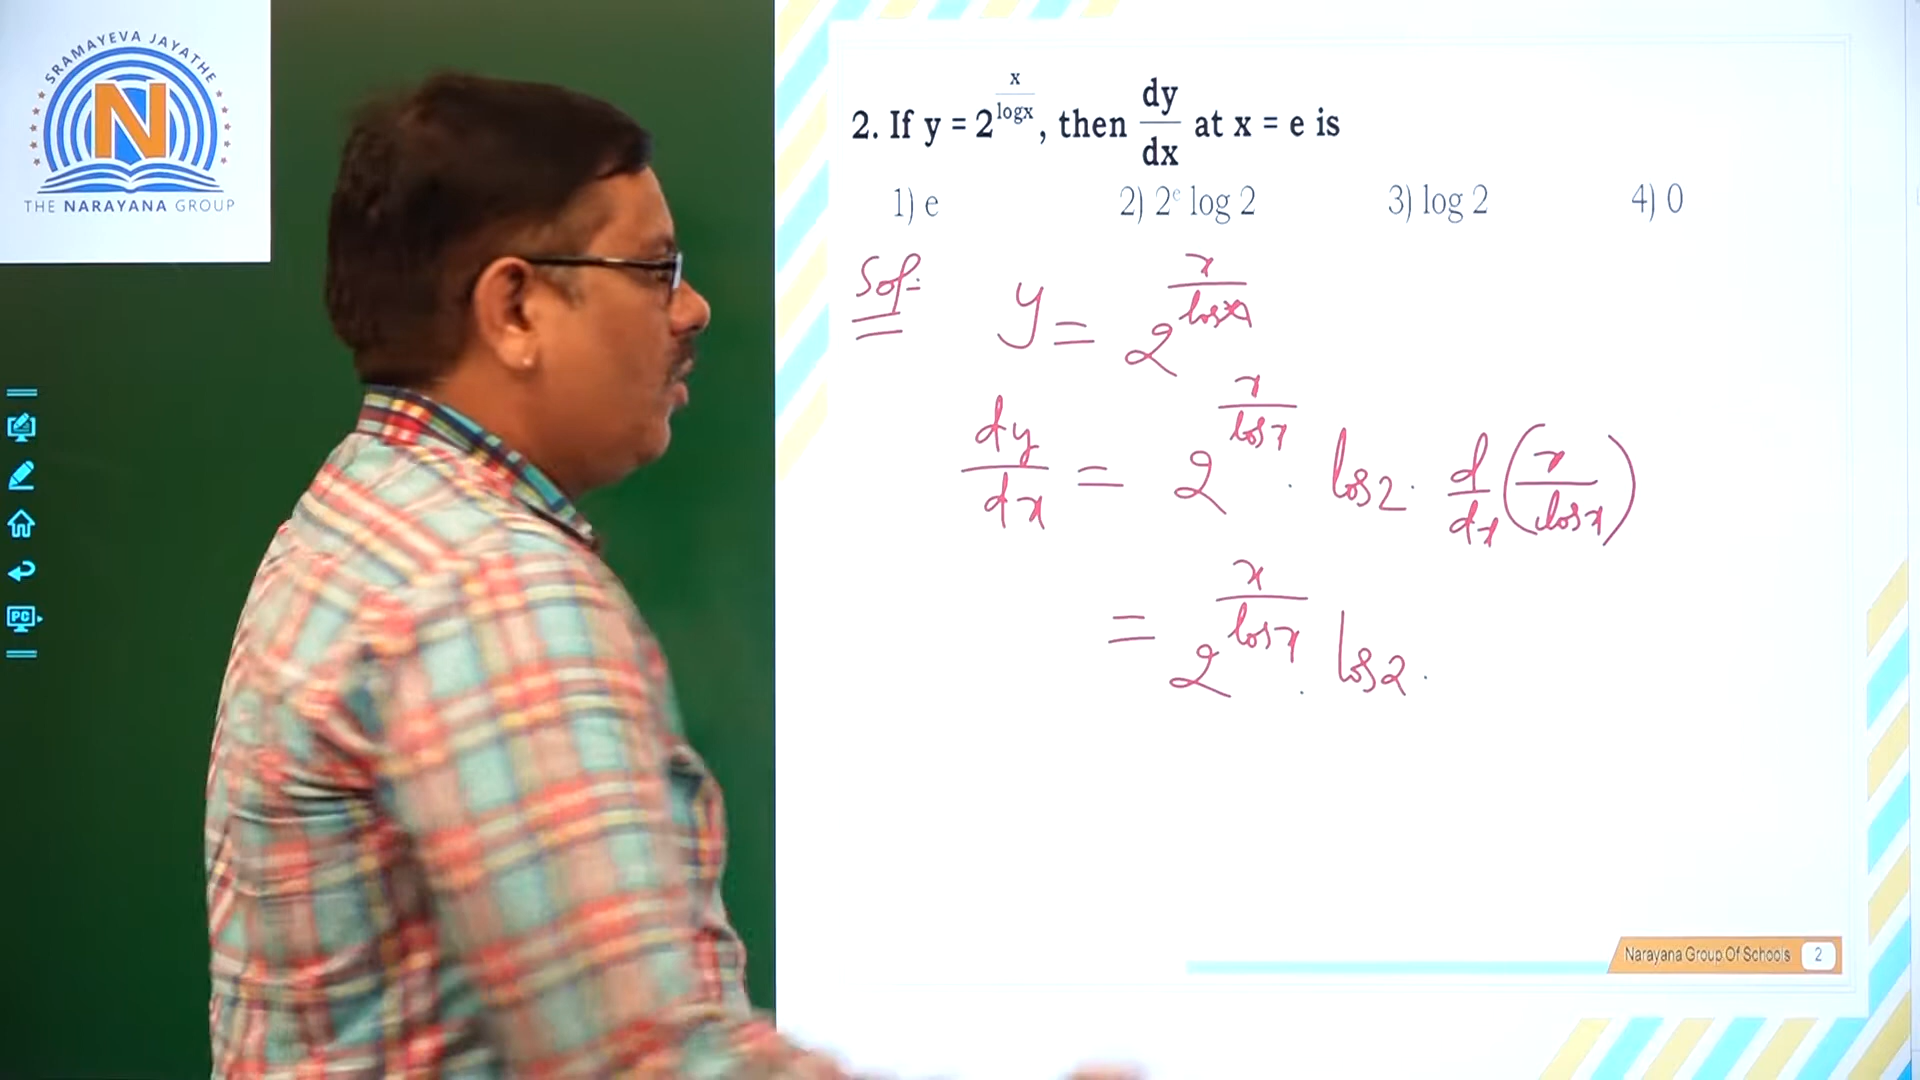 SRAMAYEVA JAYATHE
N
THE NARAYANA GROUP
2. If y = 2^(x/logx), then dy/dx at x = e is
1) e 2) 2^e log 2 3) log 2 4) 0
Sol:
y = 2^(x/logx)
dy/dx = 2^(x/logx) . log2 . d/dx (x/logx)
= 2^(x/logx) . log2 .
PC
Narayana Group Of Schools 2